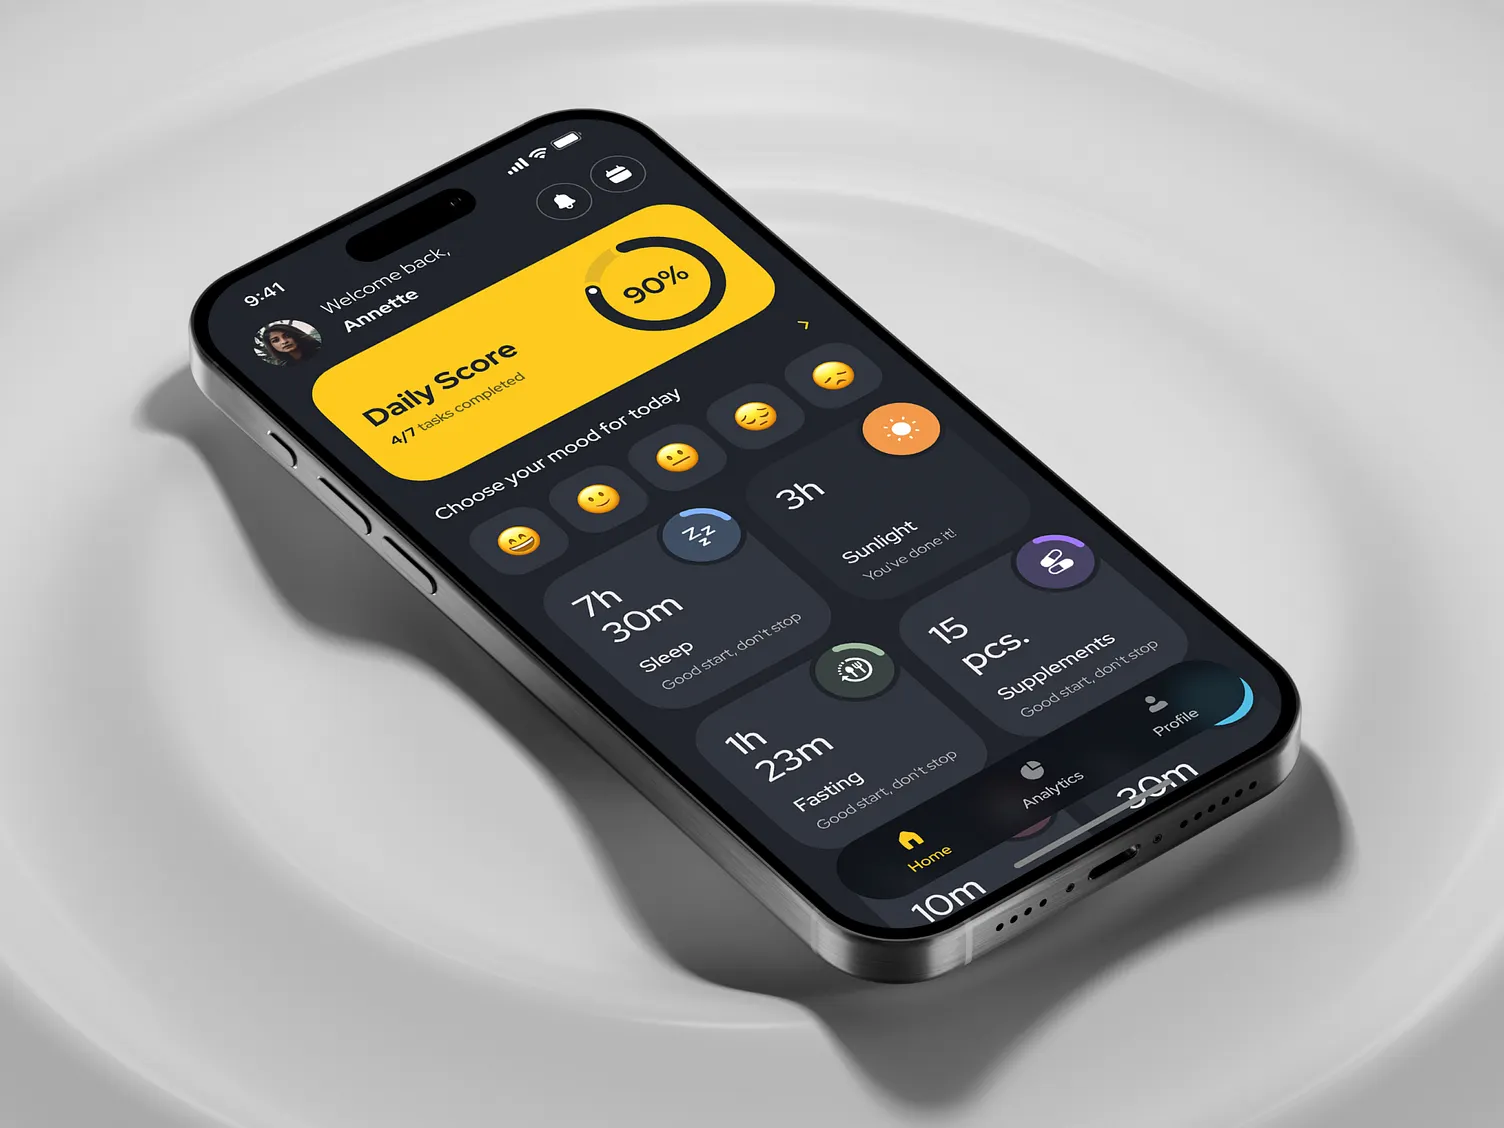 9:41
Welcome back,
Annette
Daily Score
4/7 tasks completed
90%
Choose your mood for today
Zzz
7h
30m
Sleep
Good start, don't stop
3h
Sunlight
You've done it!
1h
23m
Fasting
Good start, don't stop
15
pcs.
Supplements
Good start, don't stop
10m
30m
Home
Analytics
Profile